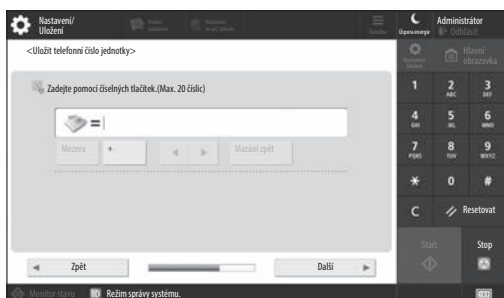 Nastavení/
Uložení
Administrátor
Úspora energie
Odhlásit
<Uložit telefonní číslo jednotky>
Hlavní
obrazovka
Zadejte pomocí číselných tlačítek.(Max. 20 číslic)
=
Mezera
+
Mazání zpět
1
2
ABC
3
DEF
4
GHI
5
JKL
6
MNO
7
PQRS
8
TUV
9
WXYZ
*
0
#
C
Resetovat
Start
Stop
Zpět
Další
Monitor stavu
Režim správy systému.